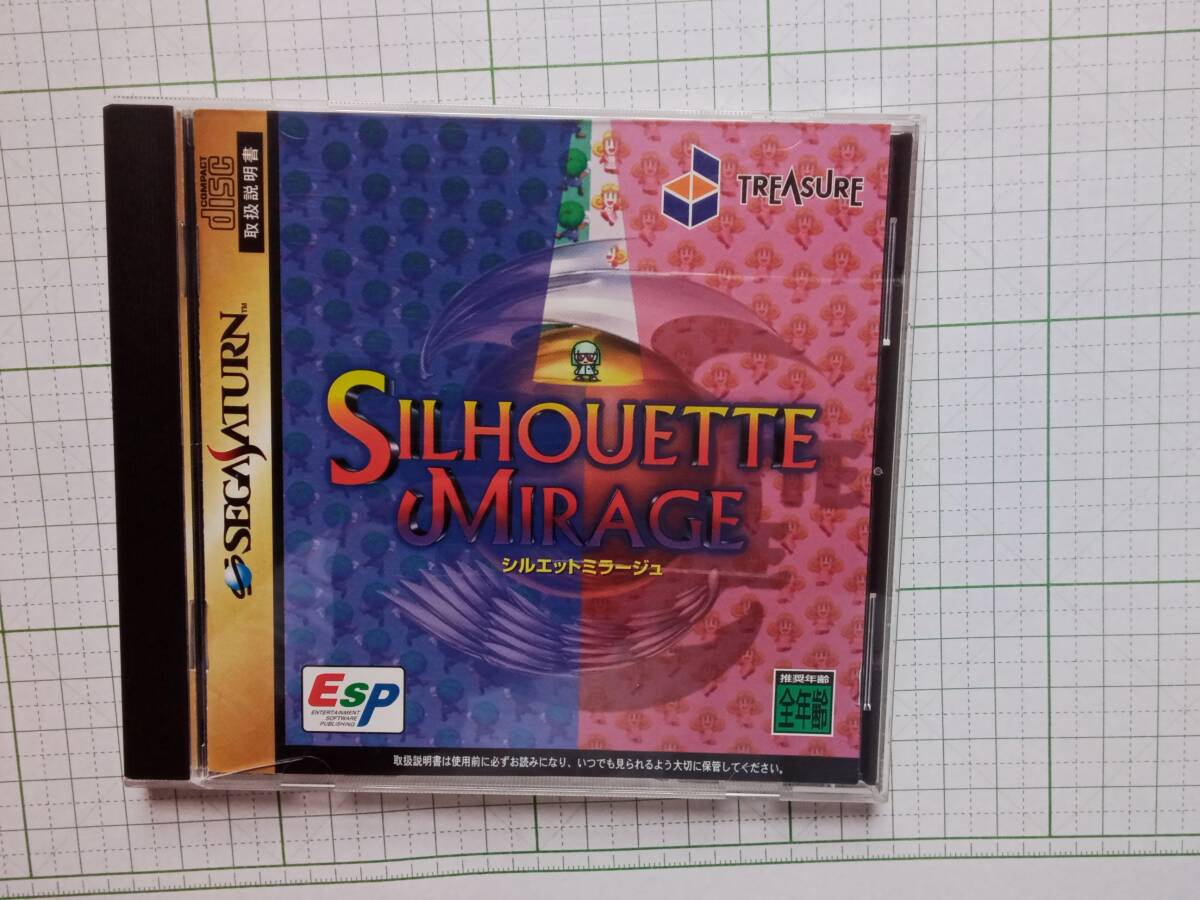 COMPACT
disc
取扱説明書
SEGA SATURN™
TREASURE
SILHOUETTE
MIRAGE
シルエットミラージュ
ESP
ENTERTAINMENT
SOFTWARE
PUBLISHING
推奨年齢
全年齢
取扱説明書は使用前に必ずお読みになり、いつでも見られるよう大切に保管してください。